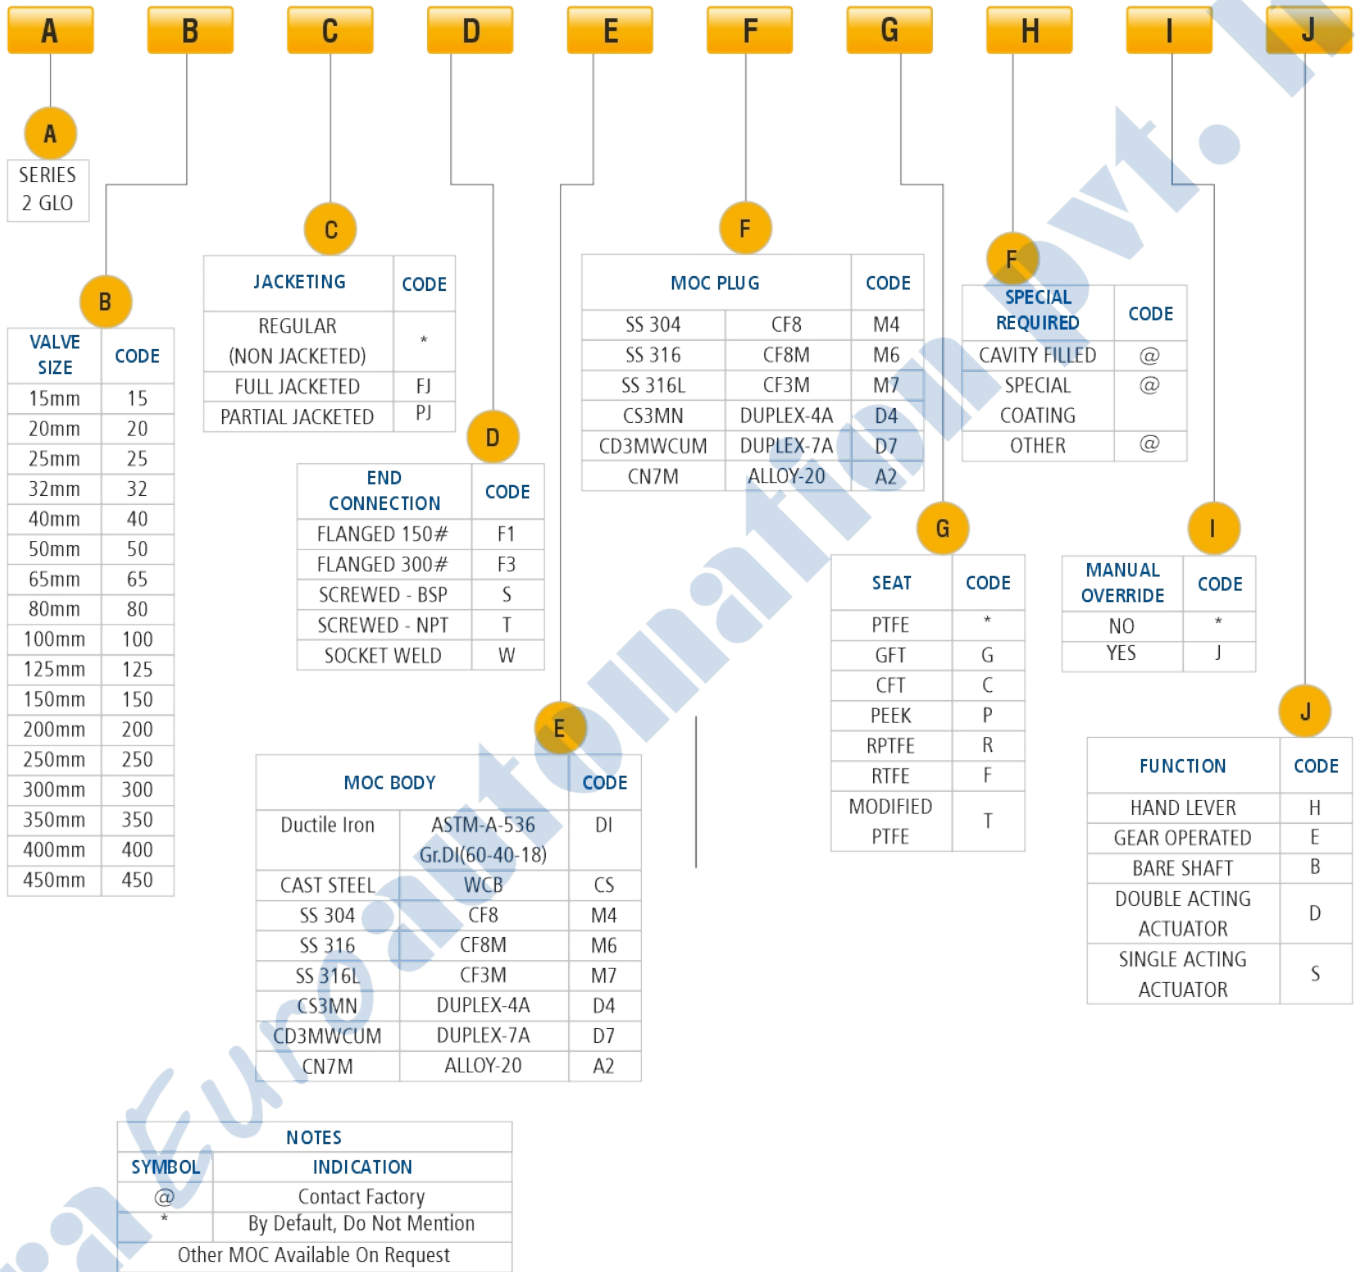 A B C D E F G H I J
A
SERIES
2 GLO
B
VALVE SIZE CODE
15mm 15
20mm 20
25mm 25
32mm 32
40mm 40
50mm 50
65mm 65
80mm 80
100mm 100
125mm 125
150mm 150
200mm 200
250mm 250
300mm 300
350mm 350
400mm 400
450mm 450
C
JACKETING CODE
REGULAR
(NON JACKETED) *
FULL JACKETED FJ
PARTIAL JACKETED PJ
D
END
CONNECTION CODE
FLANGED 150# F1
FLANGED 300# F3
SCREWED - BSP S
SCREWED - NPT T
SOCKET WELD W
E
MOC BODY CODE
Ductile Iron ASTM-A-536 DI
Gr.DI(60-40-18)
CAST STEEL WCB CS
SS 304 CF8 M4
SS 316 CF8M M6
SS 316L CF3M M7
CS3MN DUPLEX-4A D4
CD3MWCUM DUPLEX-7A D7
CN7M ALLOY-20 A2
F
MOC PLUG CODE
SS 304 CF8 M4
SS 316 CF8M M6
SS 316L CF3M M7
CS3MN DUPLEX-4A D4
CD3MWCUM DUPLEX-7A D7
CN7M ALLOY-20 A2
G
SEAT CODE
PTFE *
GFT G
CFT C
PEEK P
RPTFE R
RTFE F
MODIFIED
PTFE T
F
SPECIAL
REQUIRED CODE
CAVITY FILLED @
SPECIAL @
COATING
OTHER @
I
MANUAL
OVERRIDE CODE
NO *
YES J
J
FUNCTION CODE
HAND LEVER H
GEAR OPERATED E
BARE SHAFT B
DOUBLE ACTING
ACTUATOR D
SINGLE ACTING
ACTUATOR S
NOTES
SYMBOL INDICATION
@ Contact Factory
* By Default, Do Not Mention
Other MOC Available On Request
Euroautomation pvt.